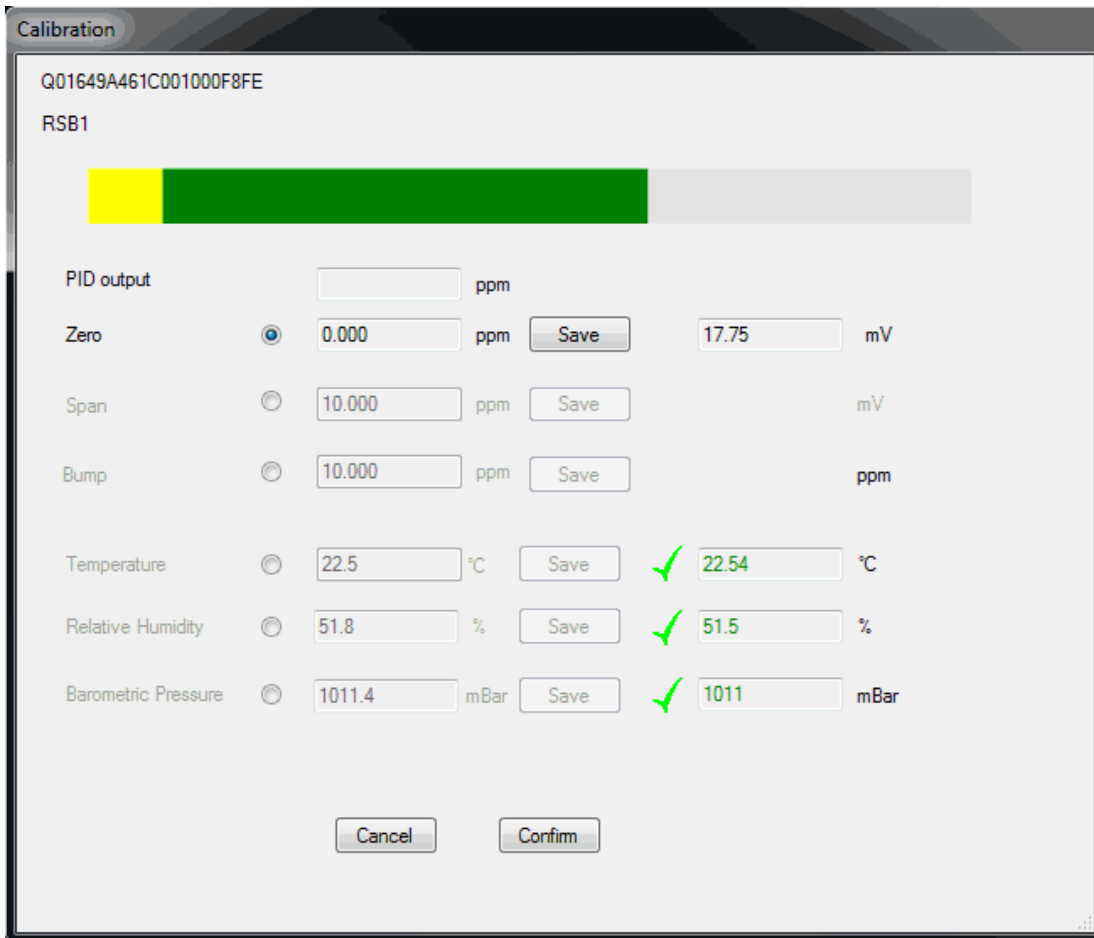 Calibration
Q01649A461C001000F8FE
RSB1
PID output ppm
Zero 0.000 ppm Save 17.75 mV
Span 10.000 ppm Save mV
Bump 10.000 ppm Save ppm
Temperature 22.5 °C Save 22.54 °C
Relative Humidity 51.8 % Save 51.5 %
Barometric Pressure 1011.4 mBar Save 1011 mBar
Cancel Confirm